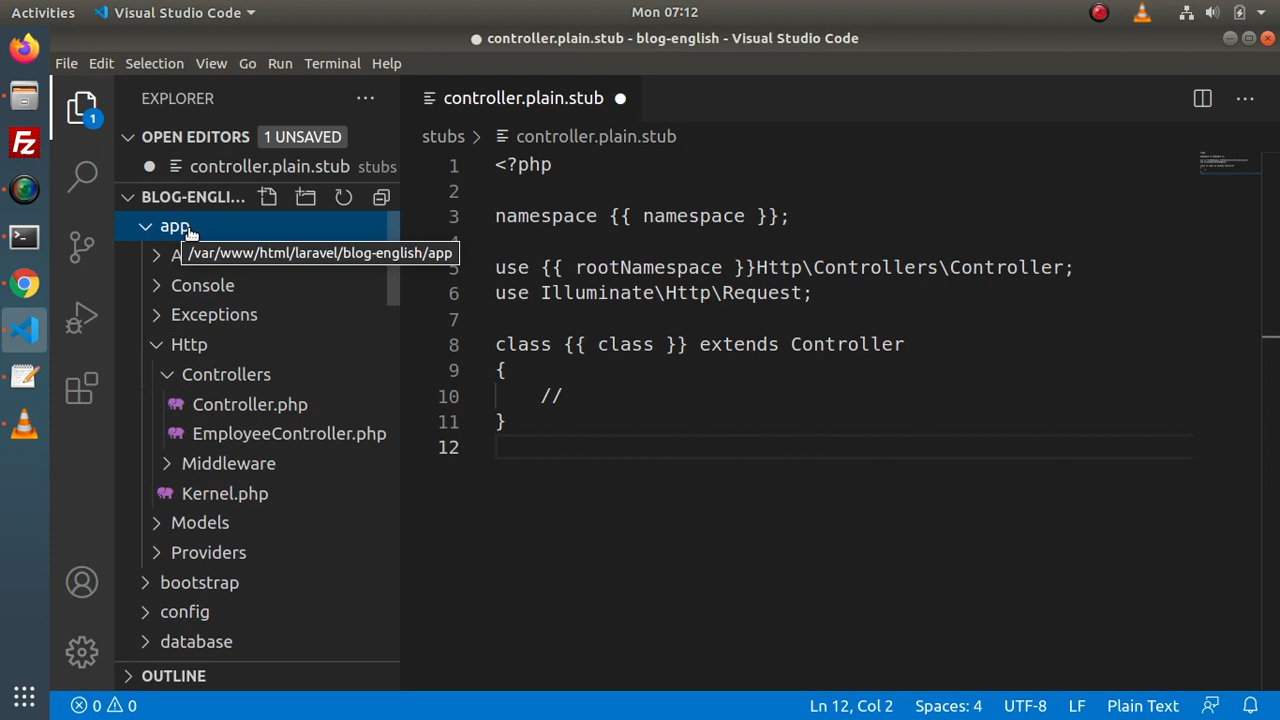 Activities
Visual Studio Code
Mon 07:12
controller.plain.stub - blog-english - Visual Studio Code
File Edit Selection View Go Run Terminal Help
EXPLORER
1
OPEN EDITORS 1 UNSAVED
controller.plain.stub stubs
BLOG-ENGLI...
app
/var/www/html/laravel/blog-english/app
A
Console
Exceptions
Http
Controllers
Controller.php
EmployeeController.php
Middleware
Kernel.php
Models
Providers
bootstrap
config
database
OUTLINE
controller.plain.stub
stubs > controller.plain.stub
1 <?php
2
3 namespace {{ namespace }};
5 use {{ rootNamespace }}Http\Controllers\Controller;
6 use Illuminate\Http\Request;
7
8 class {{ class }} extends Controller
9 {
10 //
11 }
12
0 0
Ln 12, Col 2 Spaces: 4 UTF-8 LF Plain Text